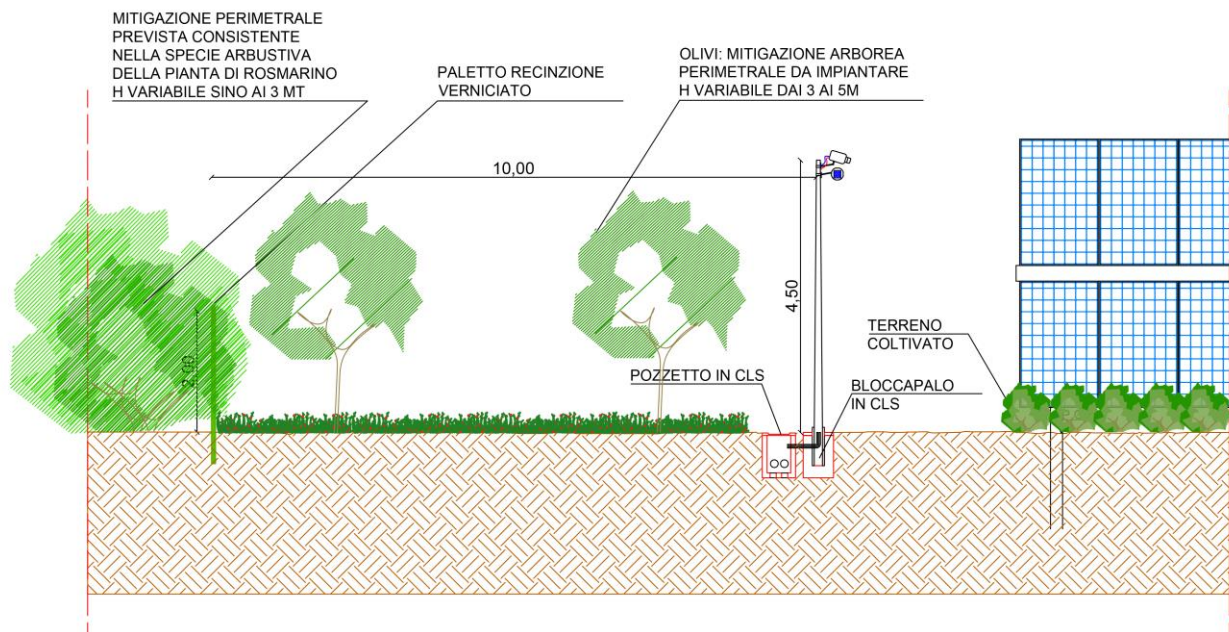 MITIGAZIONE PERIMETRALE
PREVISTA CONSISTENTE
NELLA SPECIE ARBUSTIVA
DELLA PIANTA DI ROSMARINO
H VARIABILE SINO AI 3 MT
PALETTO RECINZIONE
VERNICIATO
OLIVI: MITIGAZIONE ARBOREA
PERIMETRALE DA IMPIANTARE
H VARIABILE DAI 3 AI 5M
10,00
4,50
2,00
TERRENO
COLTIVATO
POZZETTO IN CLS
BLOCCAPALO
IN CLS